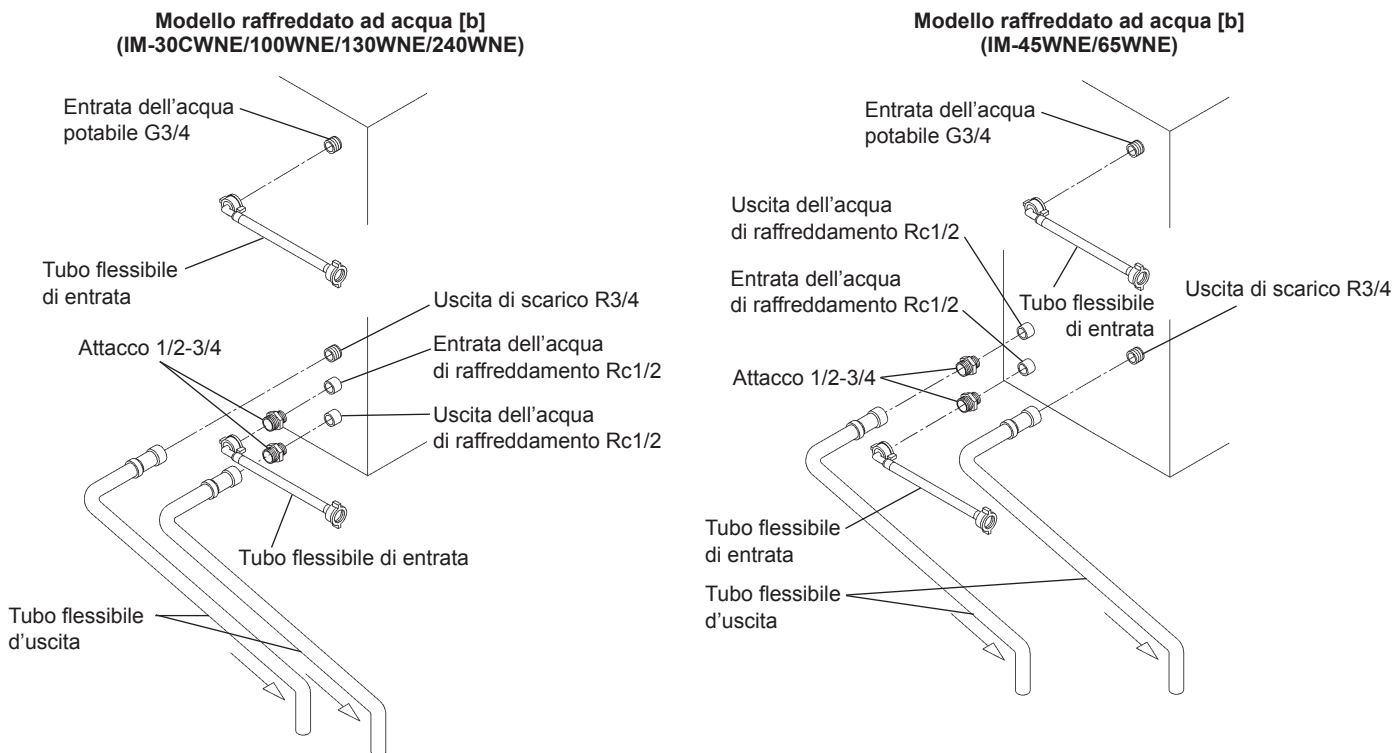 Modello raffreddato ad acqua [b]
(IM-30CWNE/100WNE/130WNE/240WNE)
Entrata dell’acqua
potabile G3/4
Tubo flessibile
di entrata
Uscita di scarico R3/4
Attacco 1/2-3/4
Entrata dell’acqua
di raffreddamento Rc1/2
Uscita dell’acqua
di raffreddamento Rc1/2
Tubo flessibile di entrata
Tubo flessibile
d’uscita
Modello raffreddato ad acqua [b]
(IM-45WNE/65WNE)
Entrata dell’acqua
potabile G3/4
Uscita dell’acqua
di raffreddamento Rc1/2
Entrata dell’acqua
di raffreddamento Rc1/2
Tubo flessibile
di entrata
Uscita di scarico R3/4
Attacco 1/2-3/4
Tubo flessibile
di entrata
Tubo flessibile
d’uscita